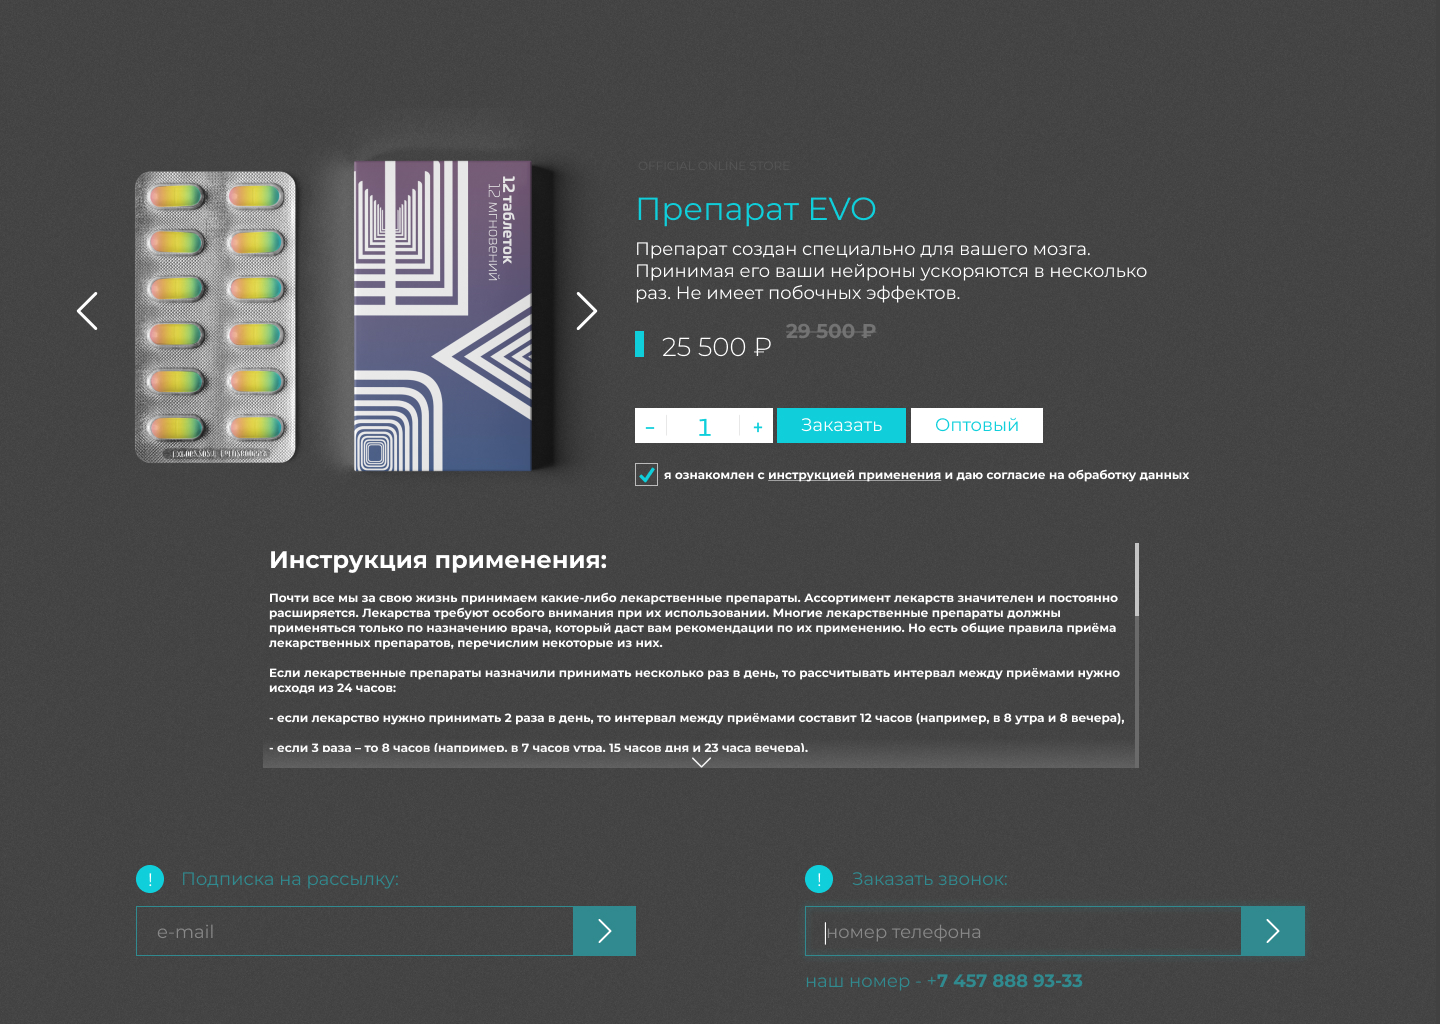 12 таблеток
12 мгновений
OFFICIAL ONLINE STORE
Препарат EVO
Препарат создан специально для вашего мозга.
Принимая его ваши нейроны ускоряются в несколько
раз. Не имеет побочных эффектов.
29 500 ₽
25 500 ₽
- 1 + Заказать Оптовый
я ознакомлен с инструкцией применения и даю согласие на обработку данных
Инструкция применения:
Почти все мы за свою жизнь принимаем какие-либо лекарственные препараты. Ассортимент лекарств значителен и постоянно
расширяется. Лекарства требуют особого внимания при их использовании. Многие лекарственные препараты должны
применяться только по назначению врача, который даст вам рекомендации по их применению. Но есть общие правила приёма
лекарственных препаратов, перечислим некоторые из них.
Если лекарственные препараты назначили принимать несколько раз в день, то рассчитывать интервал между приёмами нужно
исходя из 24 часов:
- если лекарство нужно принимать 2 раза в день, то интервал между приёмами составит 12 часов (например, в 8 утра и 8 вечера),
- если 3 раза – то 8 часов (например, в 7 часов утра, 15 часов дня и 23 часа вечера).
! Подписка на рассылку:
e-mail
! Заказать звонок:
номер телефона
наш номер - +7 457 888 93-33